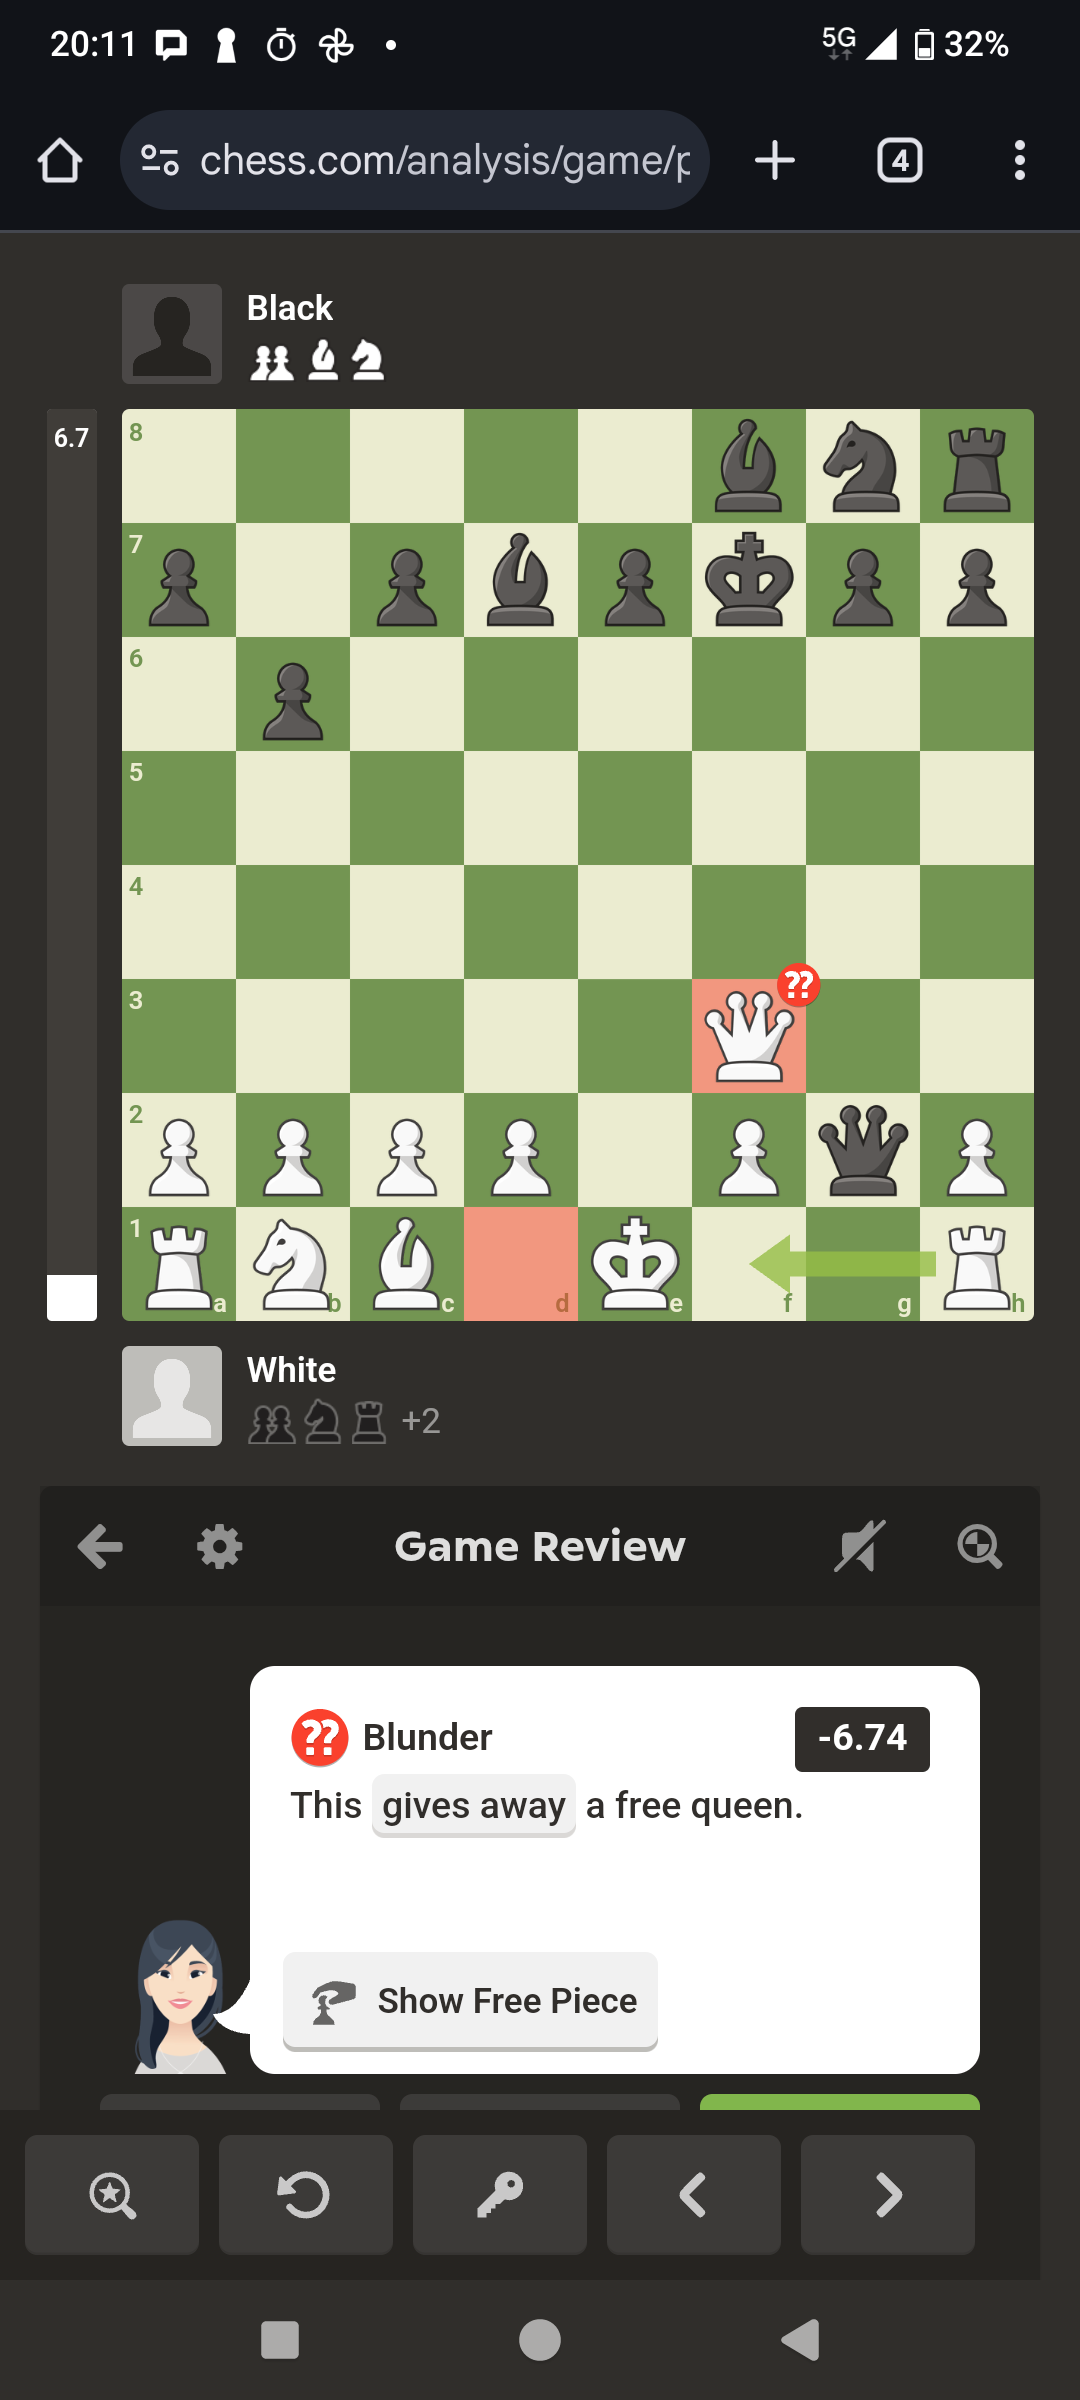 20:11 5G 32%
chess.com/analysis/game/p
4
Black
6.7
8
7
6
5
4
3
??
2
1
a b c d e f g h
White
+2
Game Review
?? Blunder -6.74
This gives away a free queen.
Show Free Piece